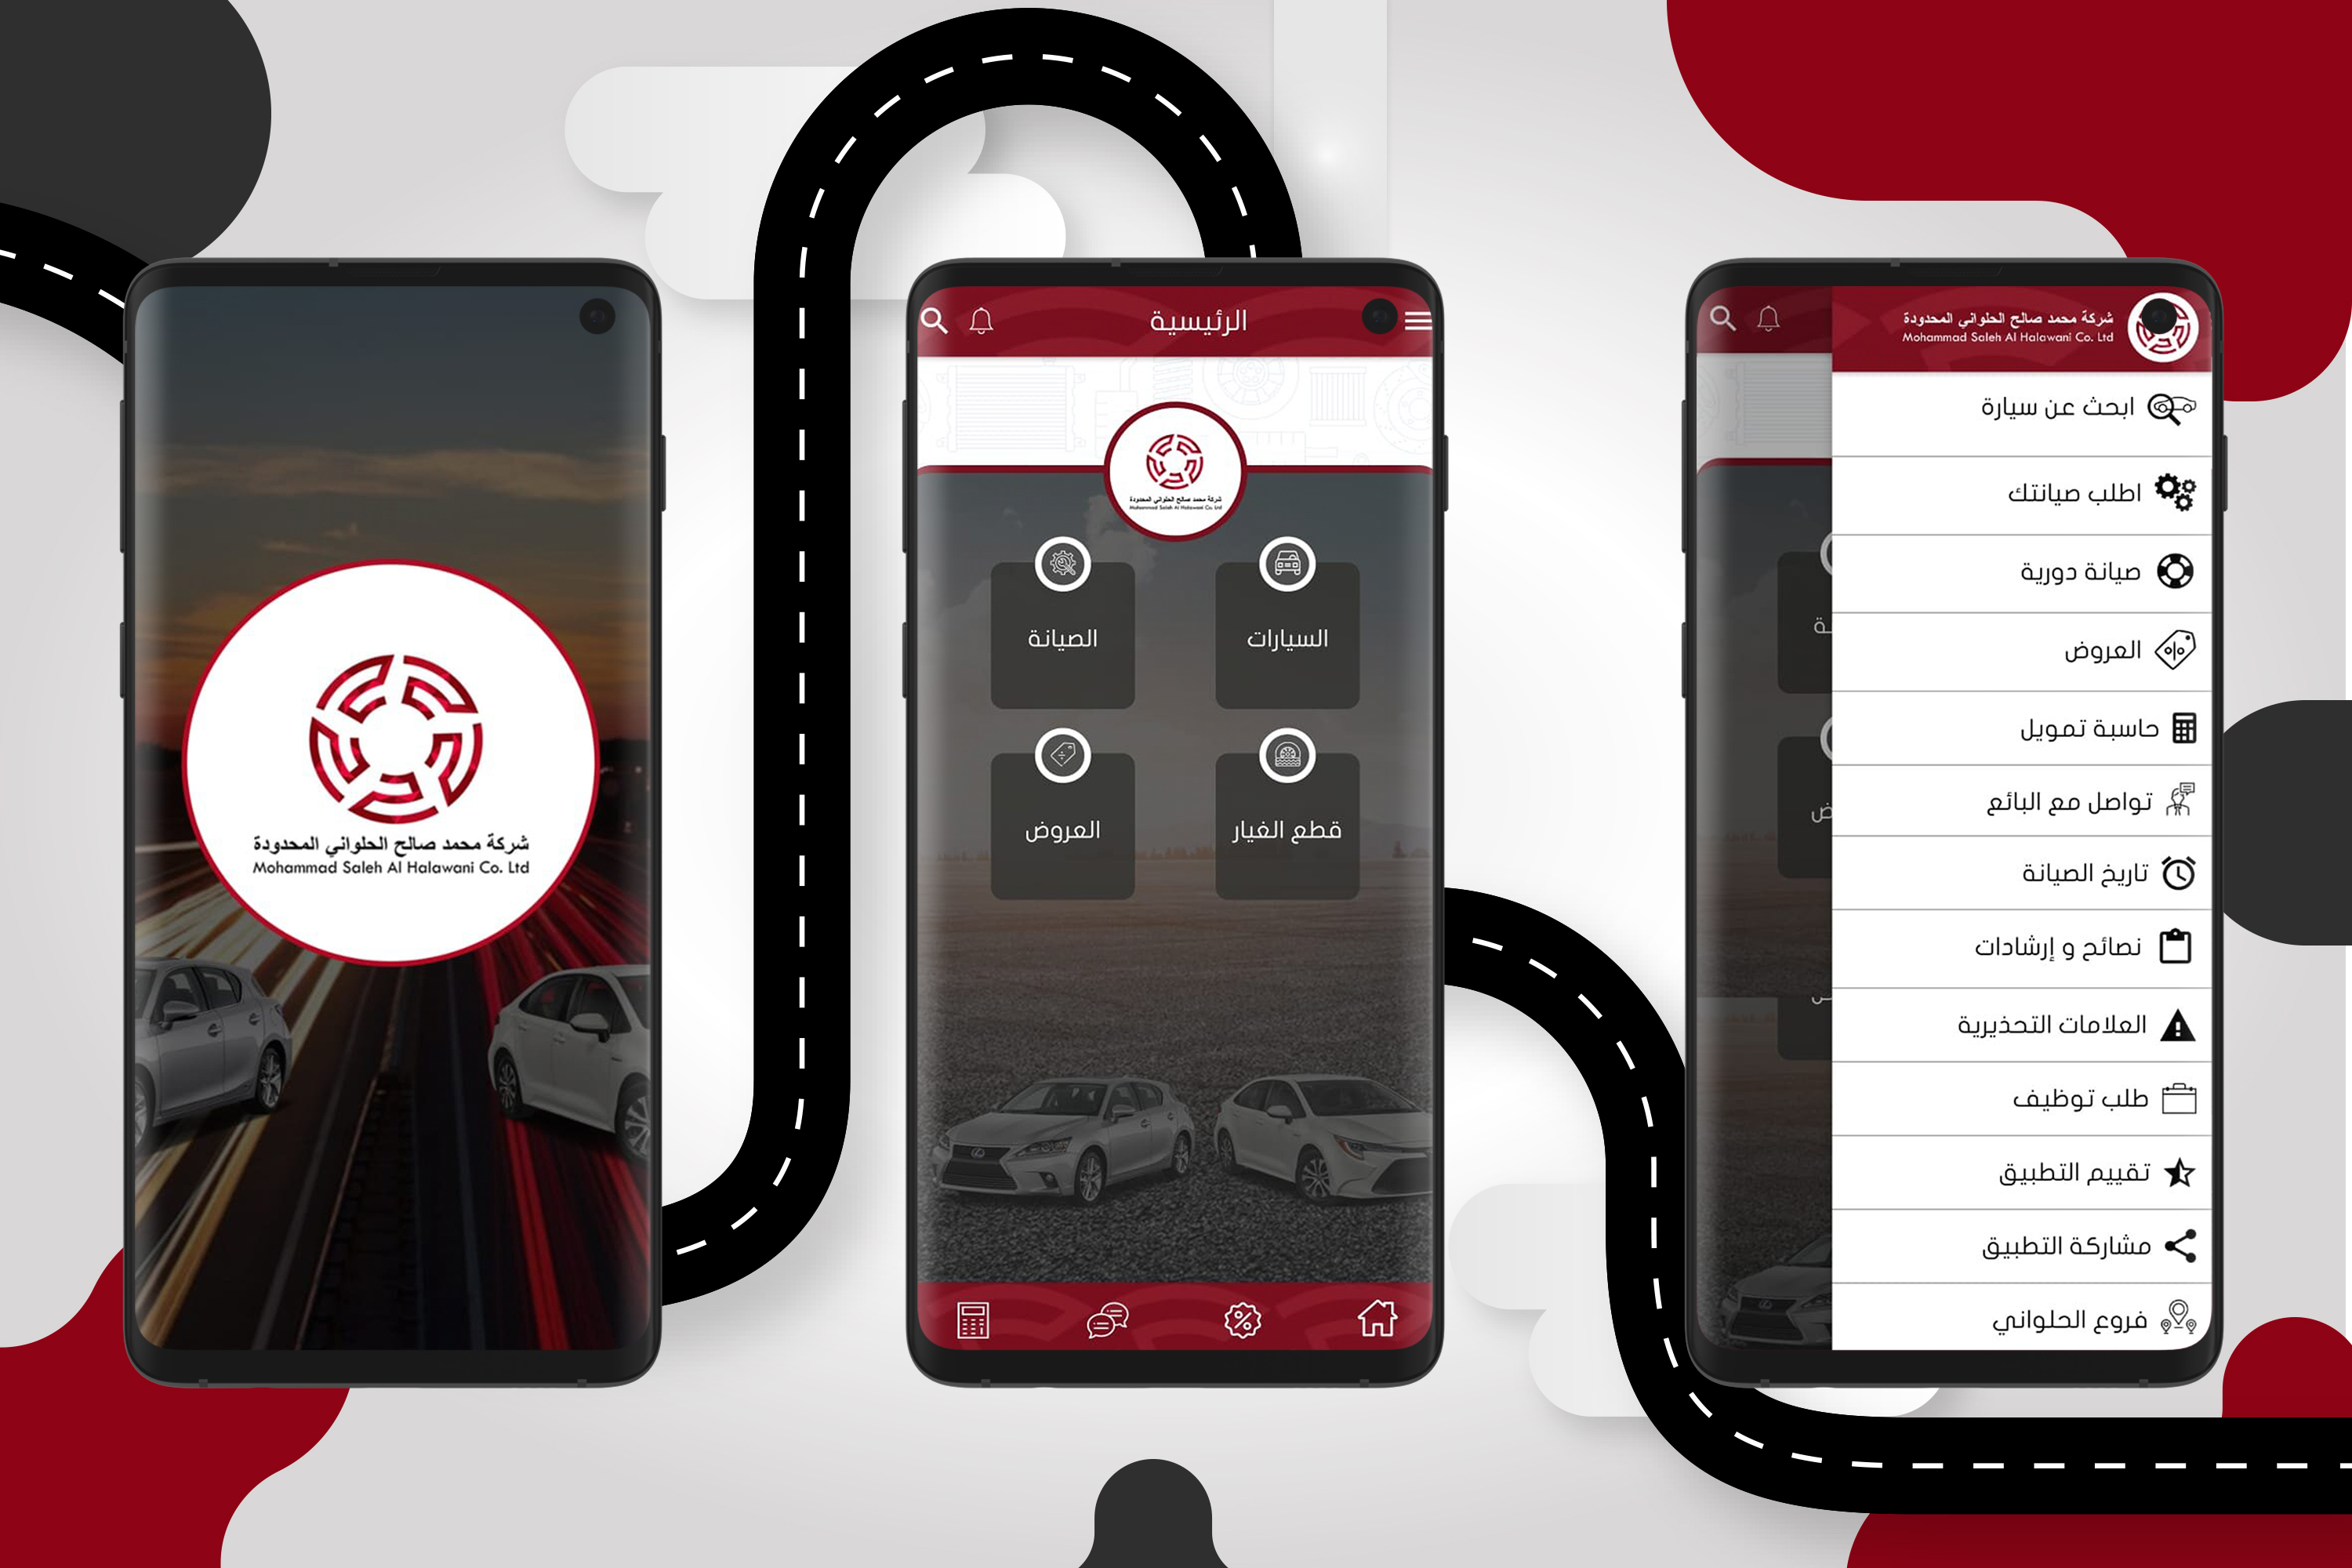 شركة محمد صالح الحلواني المحدودة
Mohammad Saleh Al Halawani Co. Ltd
الرئيسية
شركة محمد صالح الحلواني المحدودة
Mohammad Saleh Al Halawani Co. Ltd
السيارات
الصيانة
قطع الغيار
العروض
شركة محمد صالح الحلواني المحدودة
Mohammad Saleh Al Halawani Co. Ltd
ابحث عن سيارة
اطلب صيانتك
صيانة دورية
العروض
حاسبة تمويل
تواصل مع البائع
تاريخ الصيانة
نصائح و إرشادات
العلامات التحذيرية
طلب توظيف
تقييم التطبيق
مشاركة التطبيق
فروع الحلواني